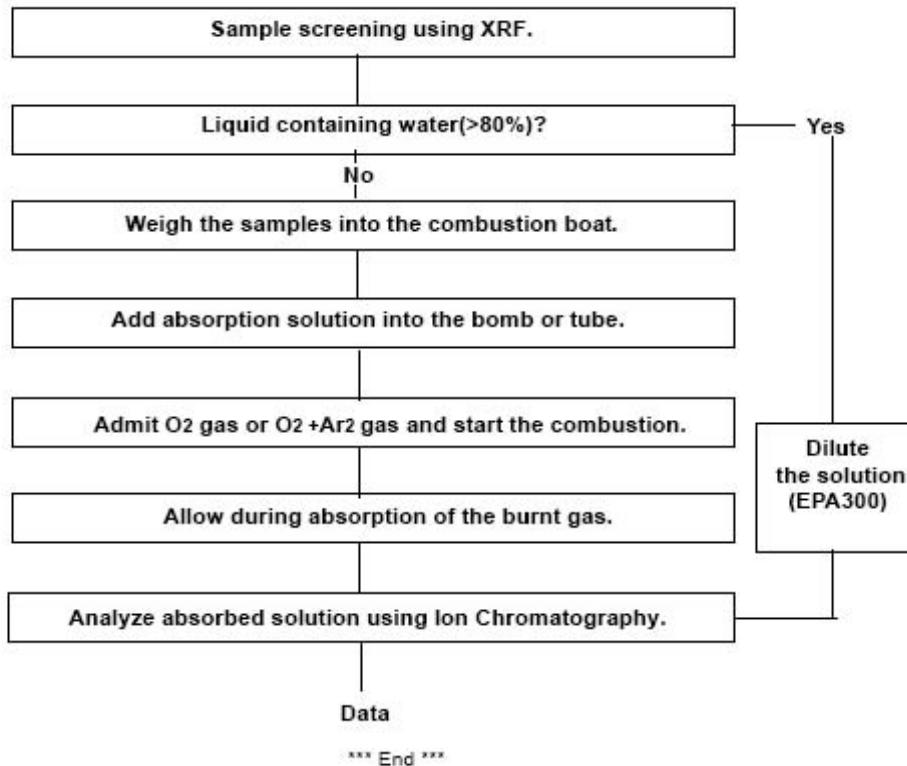 Sample screening using XRF.
Liquid containing water(>80%)?
Yes
No
Weigh the samples into the combustion boat.
Add absorption solution into the bomb or tube.
Admit O2 gas or O2 +Ar2 gas and start the combustion.
Dilute
the solution
(EPA300)
Allow during absorption of the burnt gas.
Analyze absorbed solution using Ion Chromatography.
Data
*** End ***